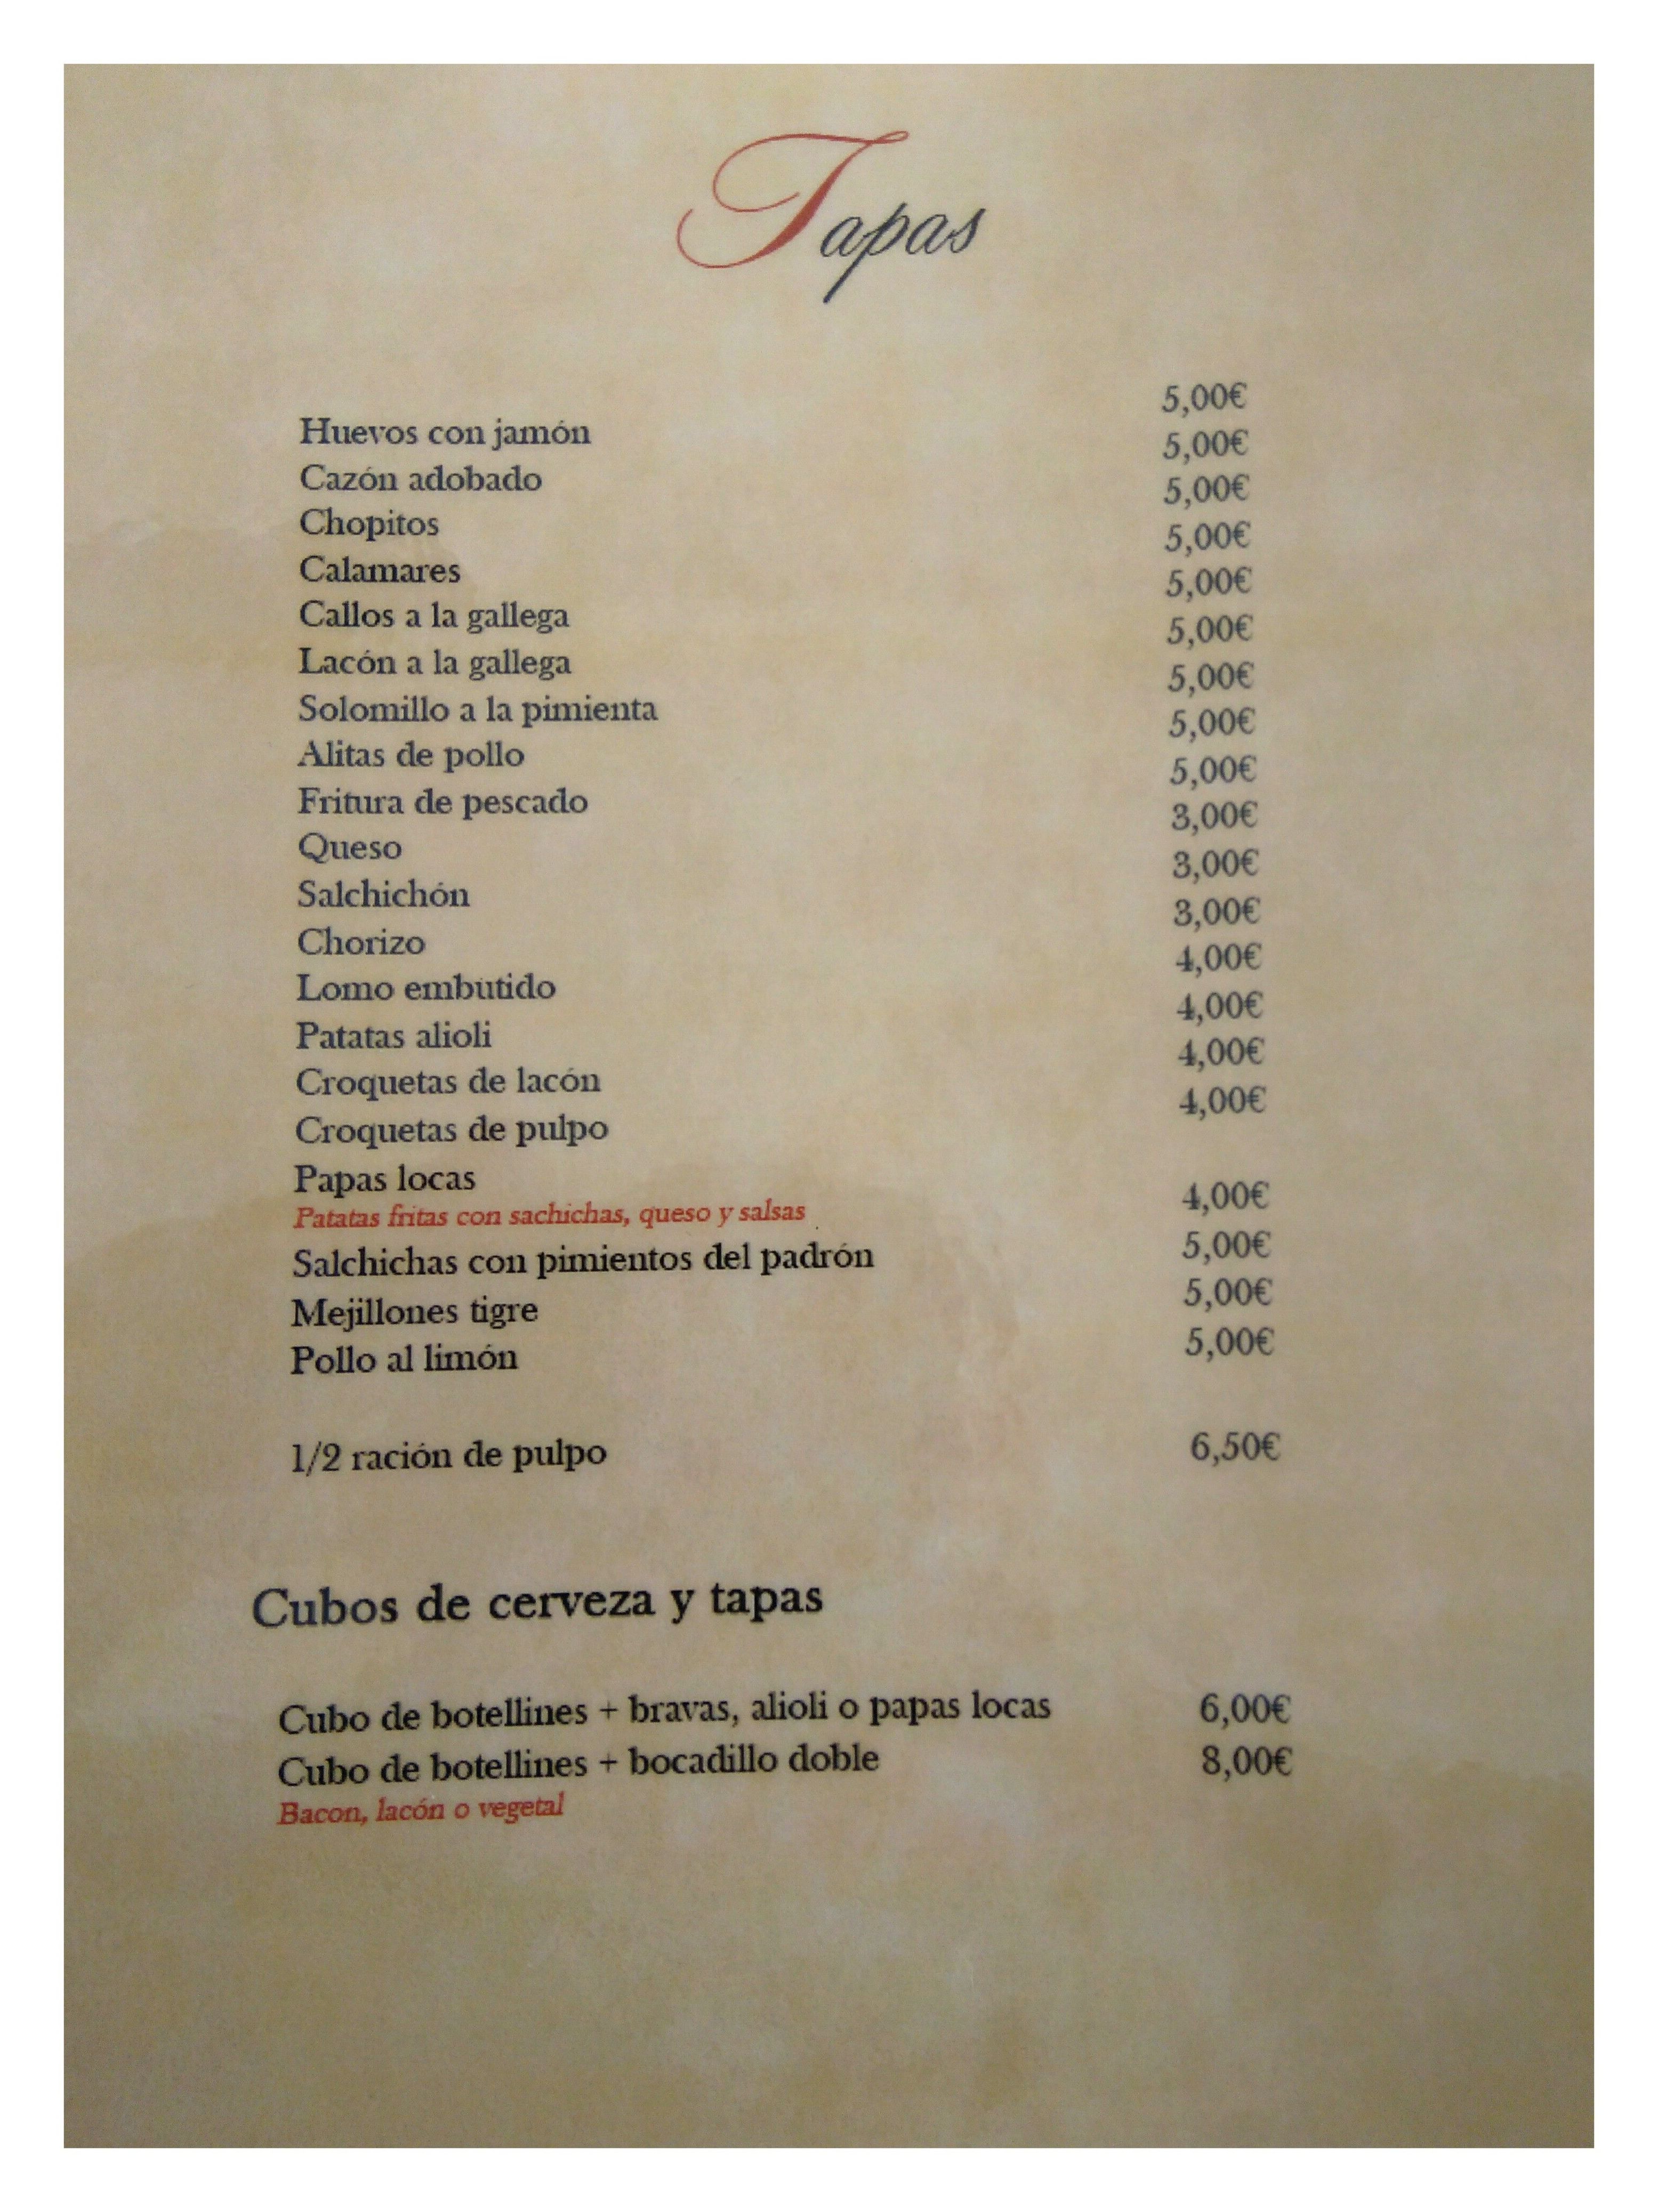 Tapas
Huevos con jamón 5,00€
Cazón adobado 5,00€
Chopitos 5,00€
Calamares 5,00€
Callos a la gallega 5,00€
Lacón a la gallega 5,00€
Solomillo a la pimienta 5,00€
Alitas de pollo 5,00€
Fritura de pescado 5,00€
Queso 3,00€
Salchichón 3,00€
Chorizo 3,00€
Lomo embutido 4,00€
Patatas alioli 4,00€
Croquetas de lacón 4,00€
Croquetas de pulpo 4,00€
Papas locas 4,00€
Patatas fritas con sachichas, queso y salsas
Salchichas con pimientos del padrón 5,00€
Mejillones tigre 5,00€
Pollo al limón 5,00€
1/2 ración de pulpo 6,50€
Cubos de cerveza y tapas
Cubo de botellines + bravas, alioli o papas locas 6,00€
Cubo de botellines + bocadillo doble 8,00€
Bacon, lacón o vegetal